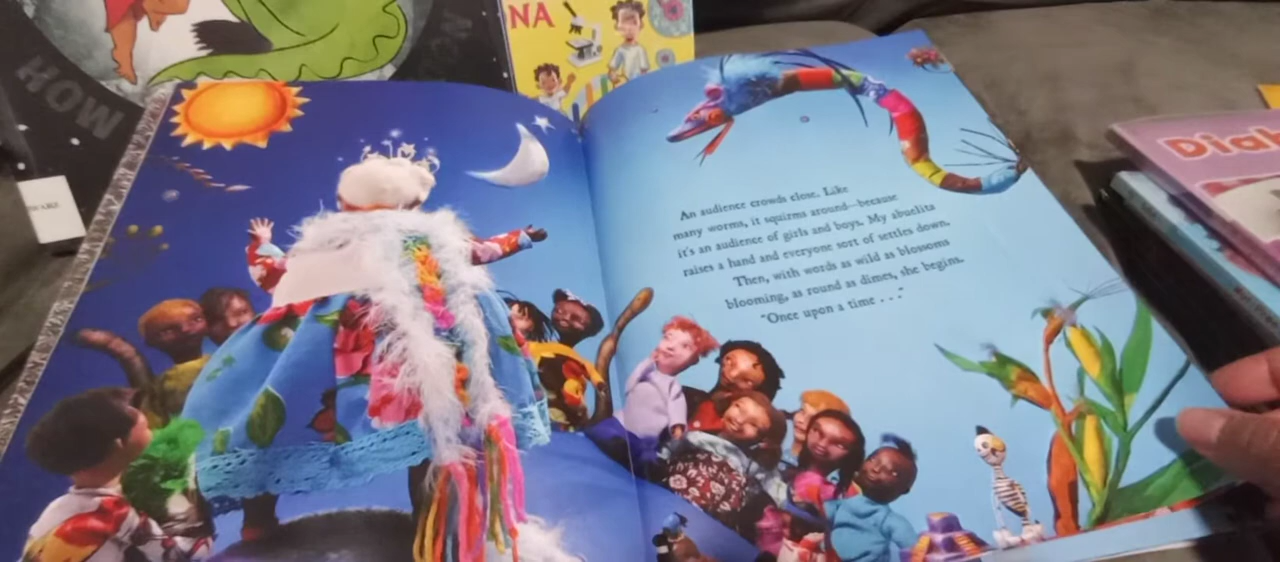 HOW
NA
WARE
Diab
An audience crowds close. Like
many worms, it squirms around—because
it's an audience of girls and boys. My abuelita
raises a hand and everyone sort of settles down.
Then, with words as wild as blossoms
blooming, as round as dimes, she begins.
"Once upon a time . . ."